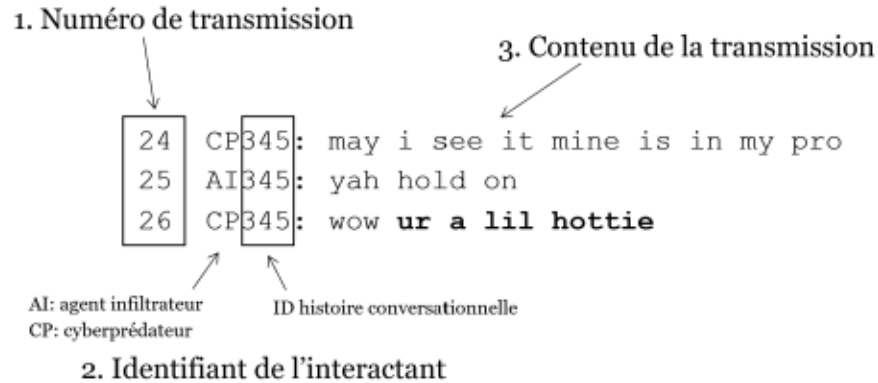 1. Numéro de transmission
3. Contenu de la transmission
24 CP345: may i see it mine is in my pro
25 AI345: yah hold on
26 CP345: wow ur a lil hottie
AI: agent infiltrateur
CP: cyberprédateur
ID histoire conversationnelle
2. Identifiant de l'interactant